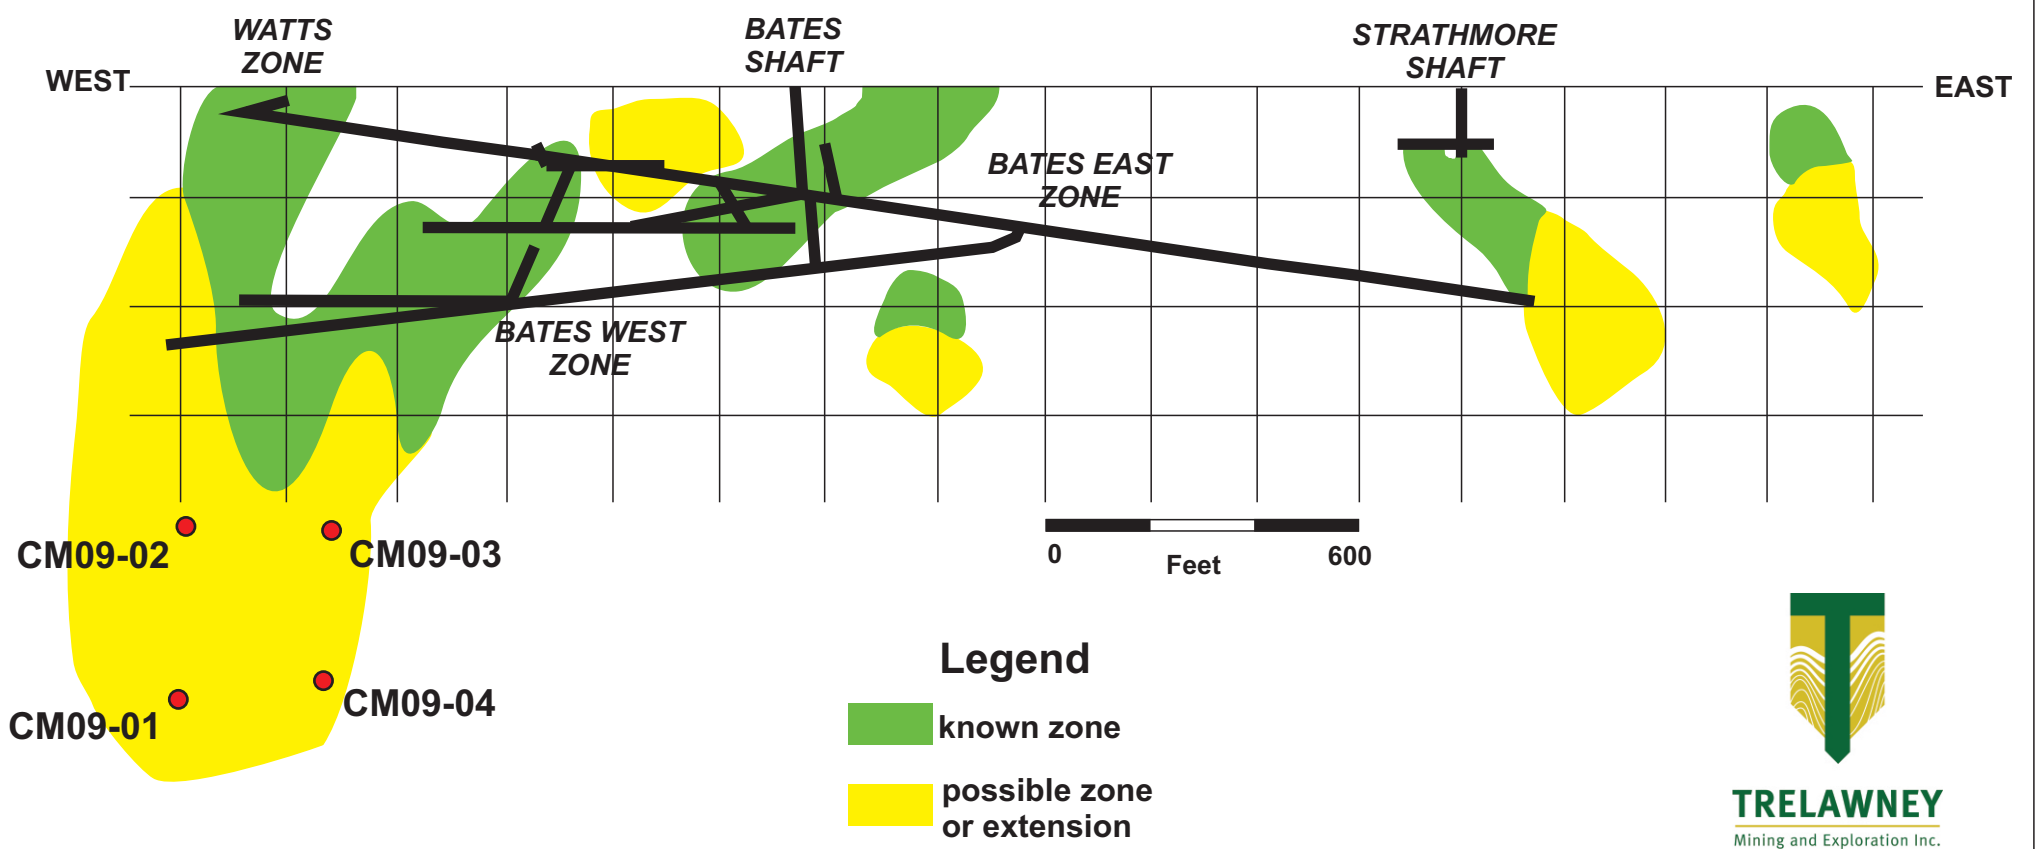 WATTS
ZONE
BATES
SHAFT
STRATHMORE
SHAFT
WEST
EAST
BATES EAST
ZONE
BATES WEST
ZONE
CM09-02
CM09-03
0
600
Feet
CM09-01
CM09-04
Legend
known zone
possible zone
or extension
TRELAWNEY
Mining and Exploration Inc.